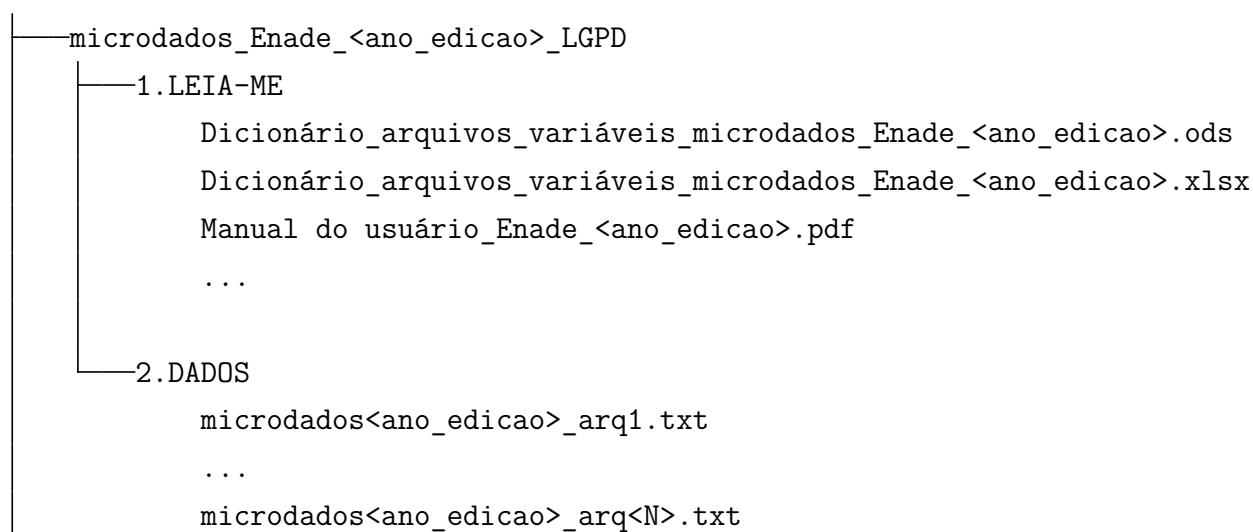 microdados_Enade_<ano_edicao>_LGPD
1.LEIA-ME
Dicionário_arquivos_variáveis_microdados_Enade_<ano_edicao>.ods
Dicionário_arquivos_variáveis_microdados_Enade_<ano_edicao>.xlsx
Manual do usuário_Enade_<ano_edicao>.pdf
...
2.DADOS
microdados<ano_edicao>_arq1.txt
...
microdados<ano_edicao>_arq<N>.txt